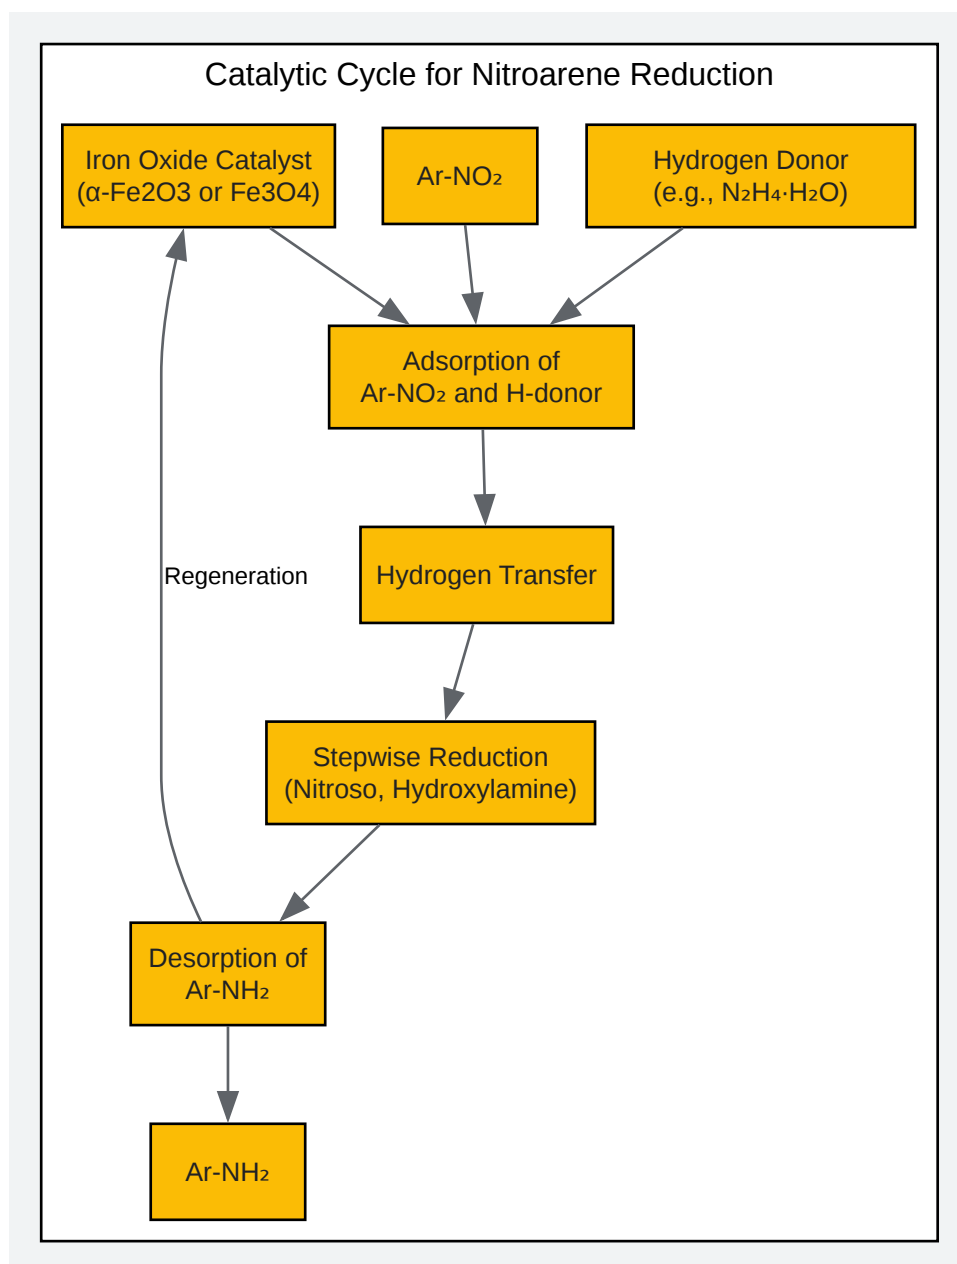 Catalytic Cycle for Nitroarene Reduction
Iron Oxide Catalyst
(α-Fe2O3 or Fe3O4)
Ar-NO₂
Hydrogen Donor
(e.g., N₂H₄·H₂O)
Adsorption of
Ar-NO₂ and H-donor
Hydrogen Transfer
Regeneration
Stepwise Reduction
(Nitroso, Hydroxylamine)
Desorption of
Ar-NH₂
Ar-NH₂